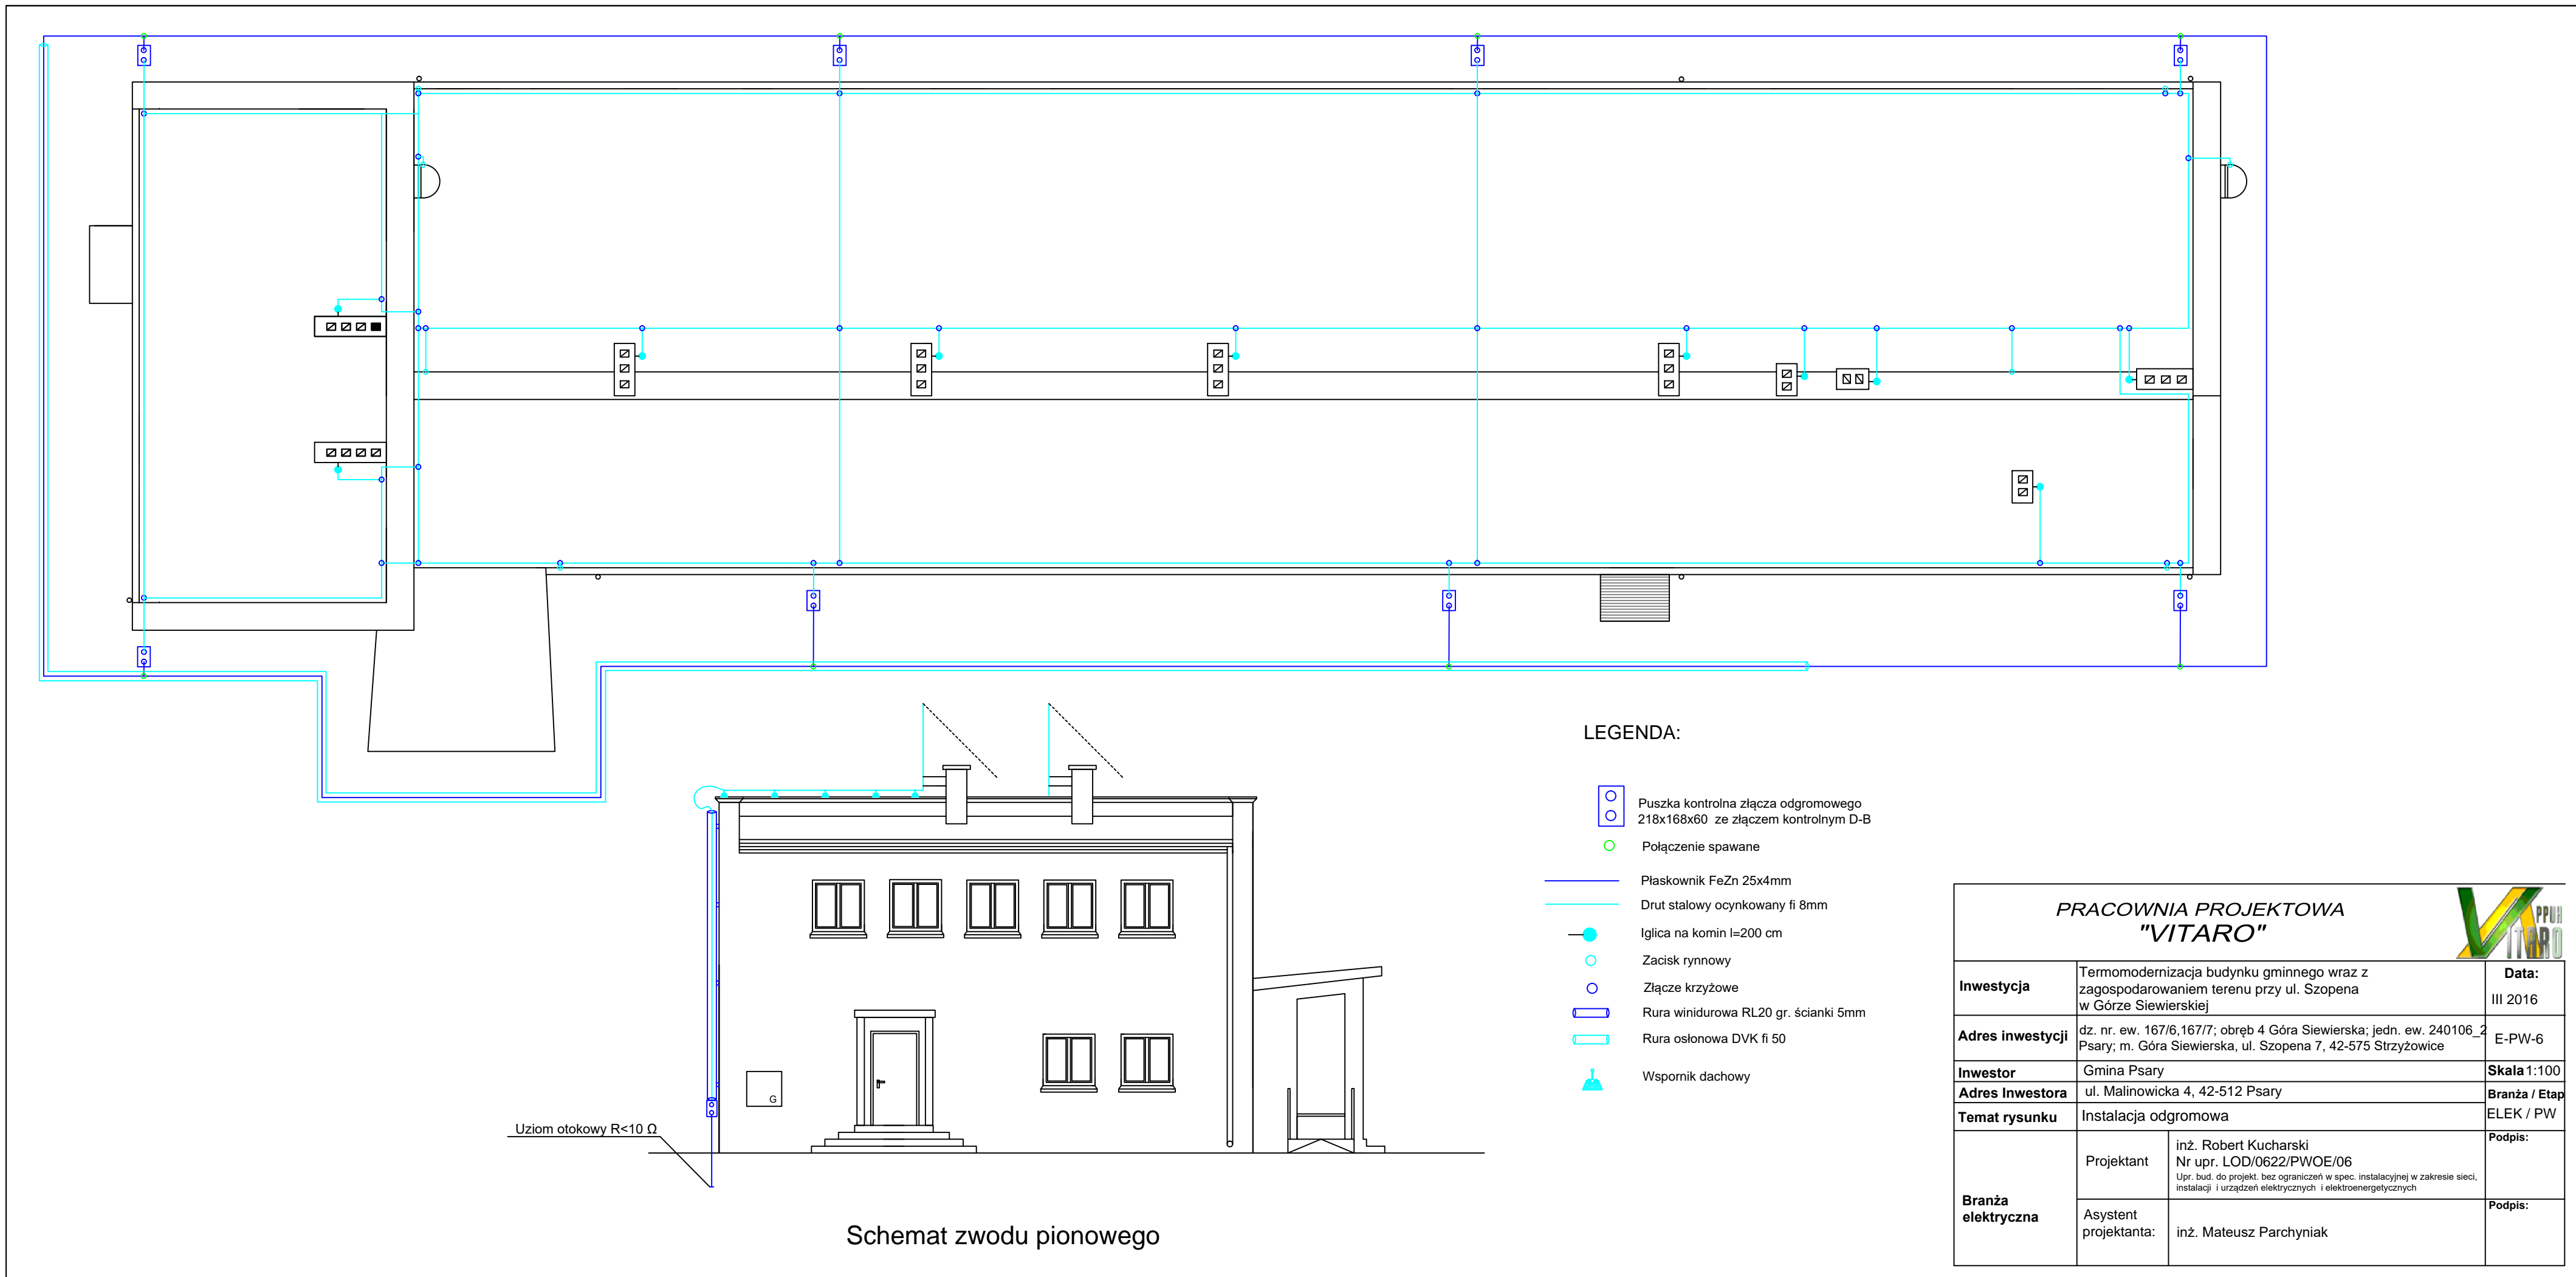 Uziom otokowy R<10 Ω
G
Schemat zwodu pionowego
LEGENDA:
Puszka kontrolna złącza odgromowego
218x168x60 ze złączem kontrolnym D-B
Połączenie spawane
Płaskownik FeZn 25x4mm
Drut stalowy ocynkowany fi 8mm
Iglica na komin l=200 cm
Zacisk rynnowy
Złącze krzyżowe
Rura winidurowa RL20 gr. ścianki 5mm
Rura osłonowa DVK fi 50
Wspornik dachowy
PRACOWNIA PROJEKTOWA
"VITARO"
PPUH
VITARO
Inwestycja
Termomodernizacja budynku gminnego wraz z
zagospodarowaniem terenu przy ul. Szopena
w Górze Siewierskiej
Data:
III 2016
Adres inwestycji
dz. nr. ew. 167/6,167/7; obręb 4 Góra Siewierska; jedn. ew. 240106_2
Psary; m. Góra Siewierska, ul. Szopena 7, 42-575 Strzyżowice
E-PW-6
Inwestor
Gmina Psary
Skala 1:100
Adres Inwestora
ul. Malinowicka 4, 42-512 Psary
Branża / Etap
Temat rysunku
Instalacja odgromowa
ELEK / PW
Branża
elektryczna
Projektant
inż. Robert Kucharski
Nr upr. LOD/0622/PWOE/06
Upr. bud. do projekt. bez ograniczeń w spec. instalacyjnej w zakresie sieci,
instalacji i urządzeń elektrycznych i elektroenergetycznych
Podpis:
Asystent
projektanta:
inż. Mateusz Parchyniak
Podpis: